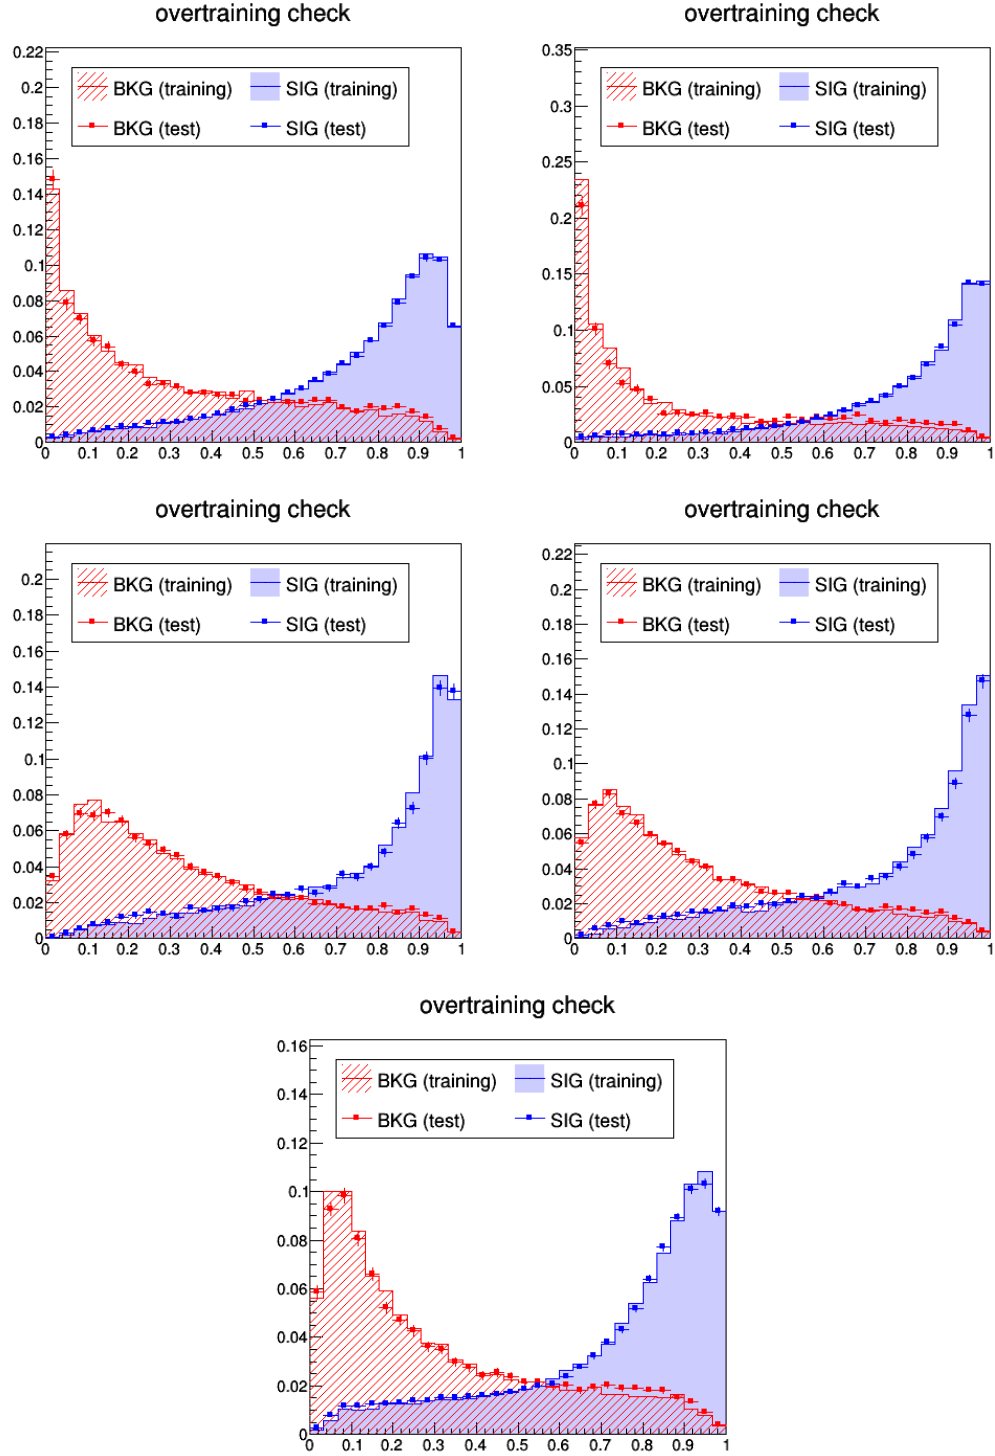 overtraining check
0.22
0.2
0.18
0.16
0.14
0.12
0.1
0.08
0.06
0.04
0.02
0
BKG (training) SIG (training)
BKG (test) SIG (test)
0 0.1 0.2 0.3 0.4 0.5 0.6 0.7 0.8 0.9 1
overtraining check
0.35
0.3
0.25
0.2
0.15
0.1
0.05
0
BKG (training) SIG (training)
BKG (test) SIG (test)
0 0.1 0.2 0.3 0.4 0.5 0.6 0.7 0.8 0.9 1
overtraining check
0.2
0.18
0.16
0.14
0.12
0.1
0.08
0.06
0.04
0.02
0
BKG (training) SIG (training)
BKG (test) SIG (test)
0 0.1 0.2 0.3 0.4 0.5 0.6 0.7 0.8 0.9 1
overtraining check
0.22
0.2
0.18
0.16
0.14
0.12
0.1
0.08
0.06
0.04
0.02
0
BKG (training) SIG (training)
BKG (test) SIG (test)
0 0.1 0.2 0.3 0.4 0.5 0.6 0.7 0.8 0.9 1
overtraining check
0.16
0.14
0.12
0.1
0.08
0.06
0.04
0.02
0
BKG (training) SIG (training)
BKG (test) SIG (test)
0 0.1 0.2 0.3 0.4 0.5 0.6 0.7 0.8 0.9 1